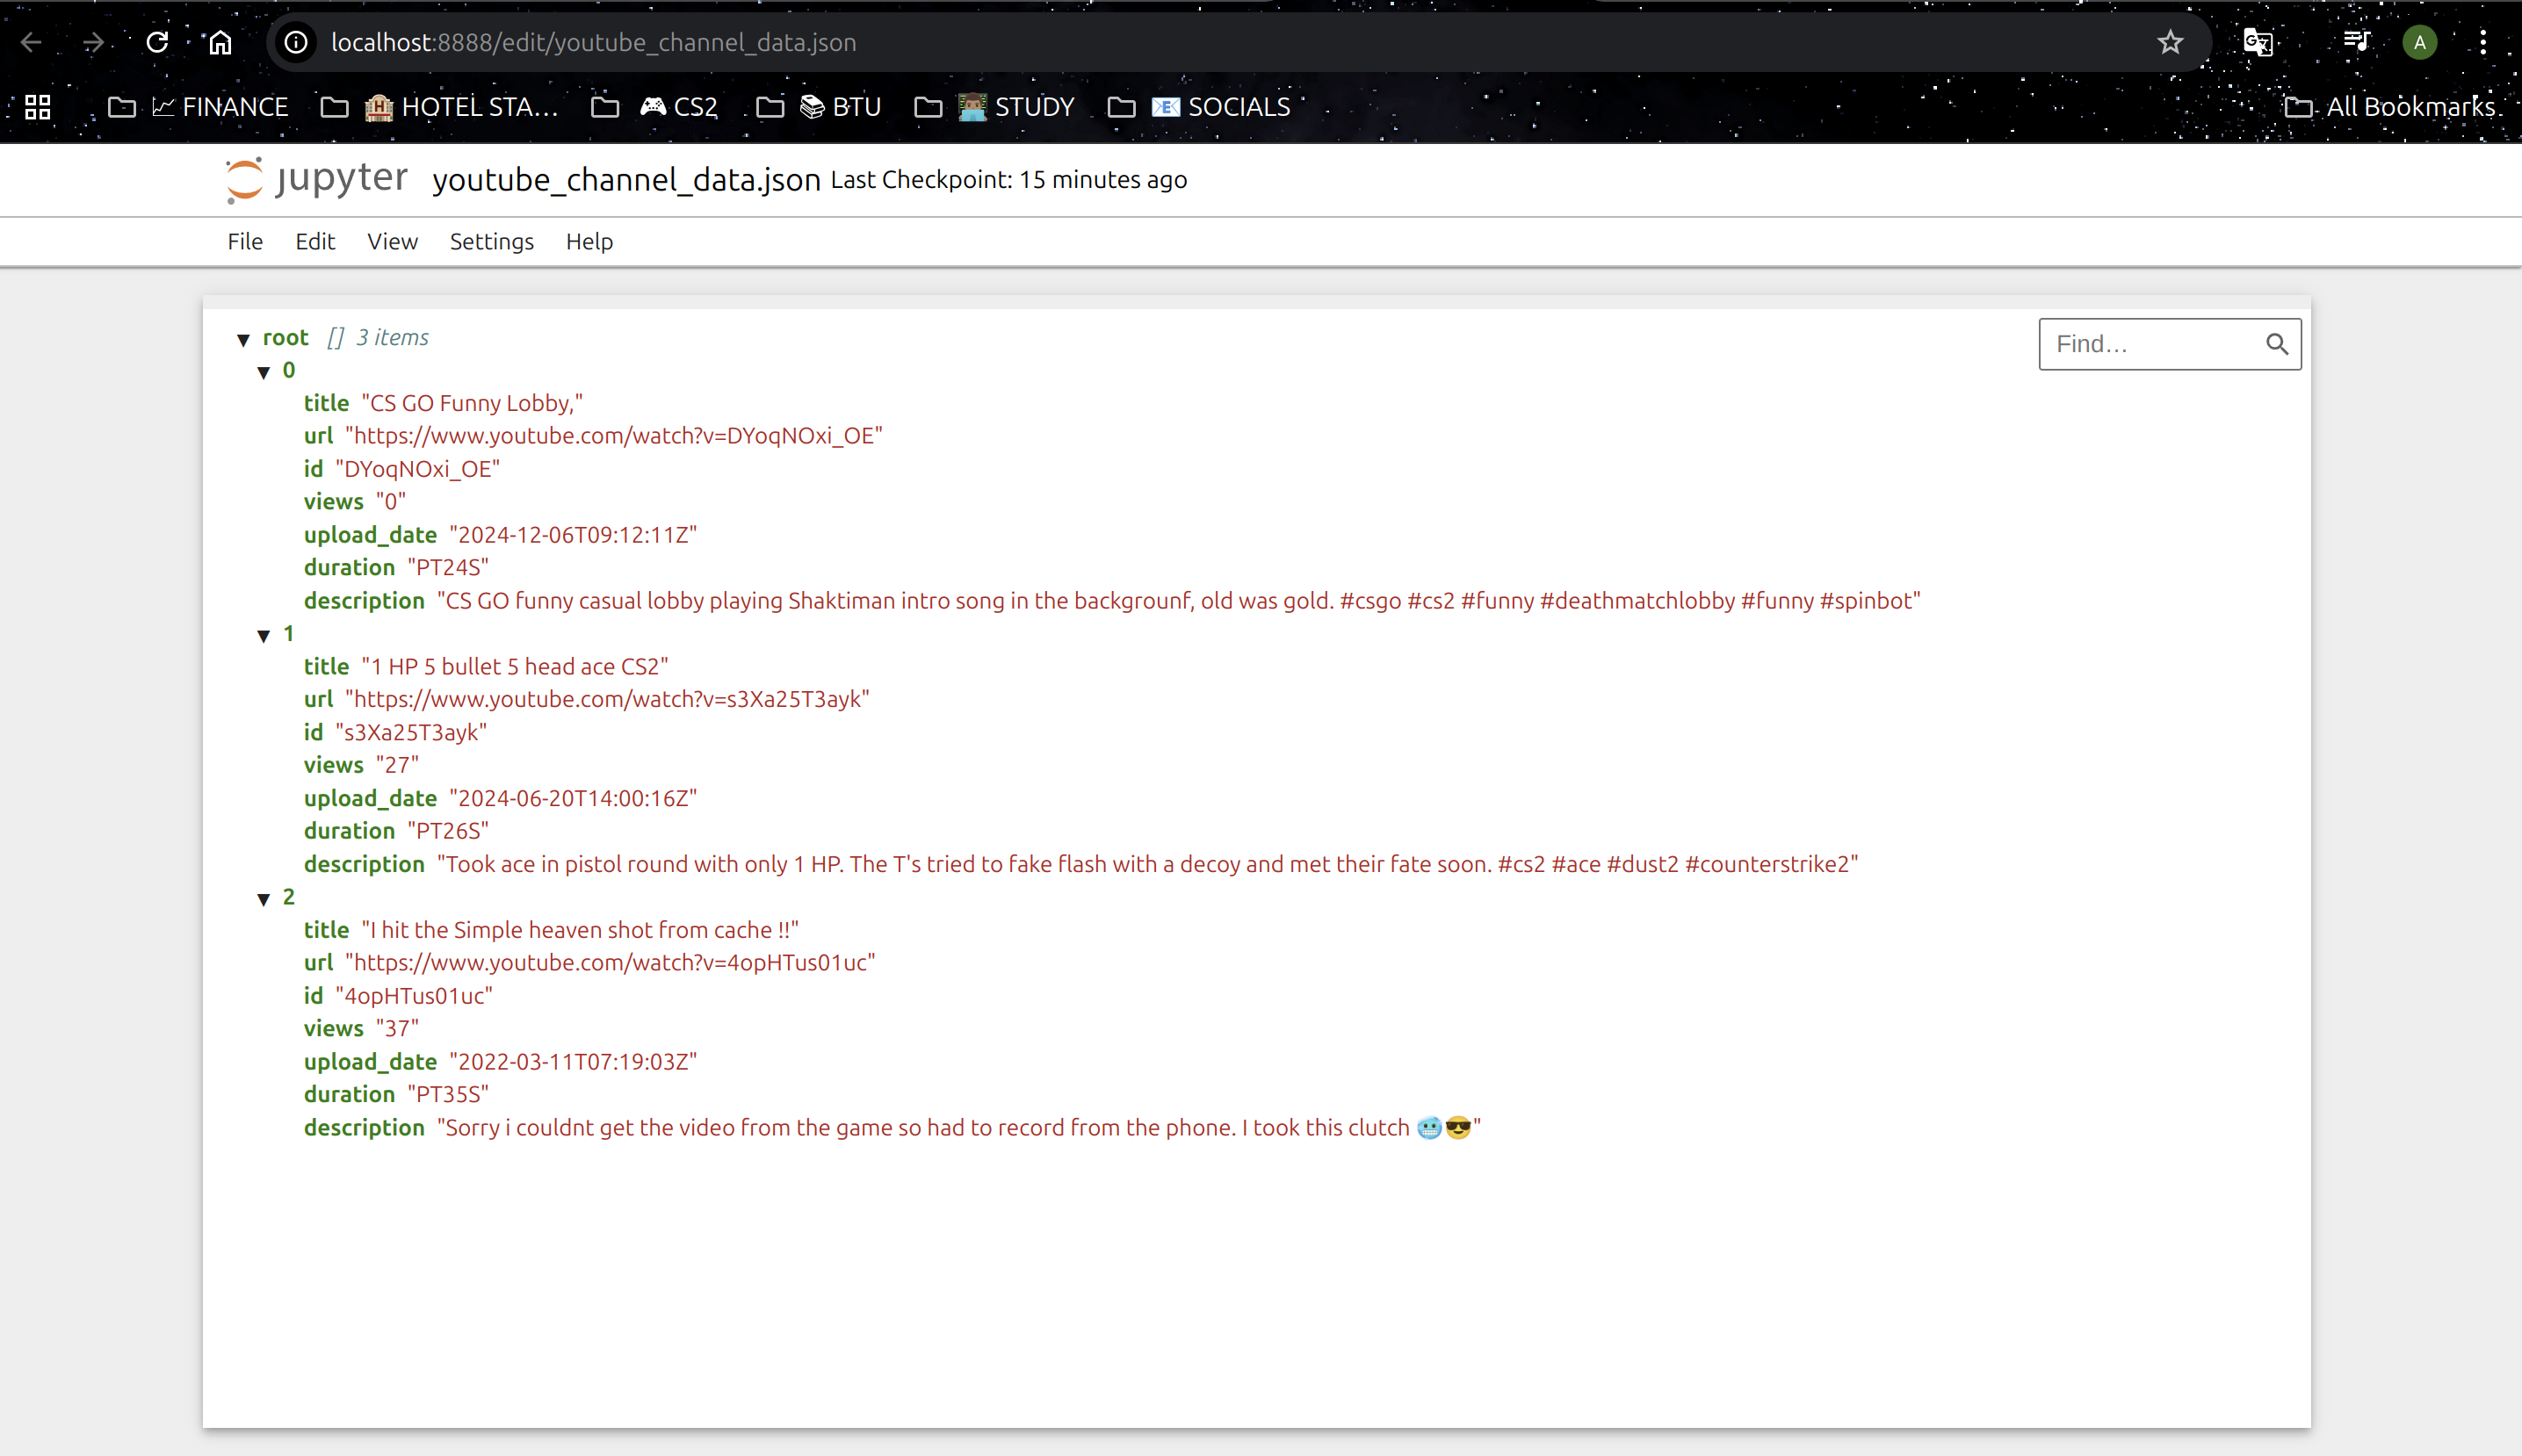 localhost:8888/edit/youtube_channel_data.json A
FINANCE HOTEL STA... CS2 BTU STUDY SOCIALS All Bookmarks
jupyter youtube_channel_data.json Last Checkpoint: 15 minutes ago
File Edit View Settings Help
root [] 3 items Find...
0
title "CS GO Funny Lobby,"
url "https://www.youtube.com/watch?v=DYoqNOxi_OE"
id "DYoqNOxi_OE"
views "0"
upload_date "2024-12-06T09:12:11Z"
duration "PT24S"
description "CS GO funny casual lobby playing Shaktiman intro song in the backgrounf, old was gold. #csgo #cs2 #funny #deathmatchlobby #funny #spinbot"
1
title "1 HP 5 bullet 5 head ace CS2"
url "https://www.youtube.com/watch?v=s3Xa25T3ayk"
id "s3Xa25T3ayk"
views "27"
upload_date "2024-06-20T14:00:16Z"
duration "PT26S"
description "Took ace in pistol round with only 1 HP. The T's tried to fake flash with a decoy and met their fate soon. #cs2 #ace #dust2 #counterstrike2"
2
title "I hit the Simple heaven shot from cache !!"
url "https://www.youtube.com/watch?v=4opHTus01uc"
id "4opHTus01uc"
views "37"
upload_date "2022-03-11T07:19:03Z"
duration "PT35S"
description "Sorry i couldnt get the video from the game so had to record from the phone. I took this clutch 🥶😎"